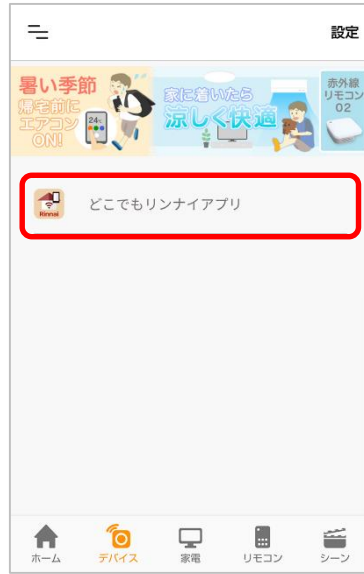 設定
暑い季節
帰宅前に
エアコン
ON!
24℃
家に着いたら
涼しく快適
赤外線
リモコン
02
Rinnai
どこでもリンナイアプリ
ホーム
デバイス
家電
リモコン
シーン